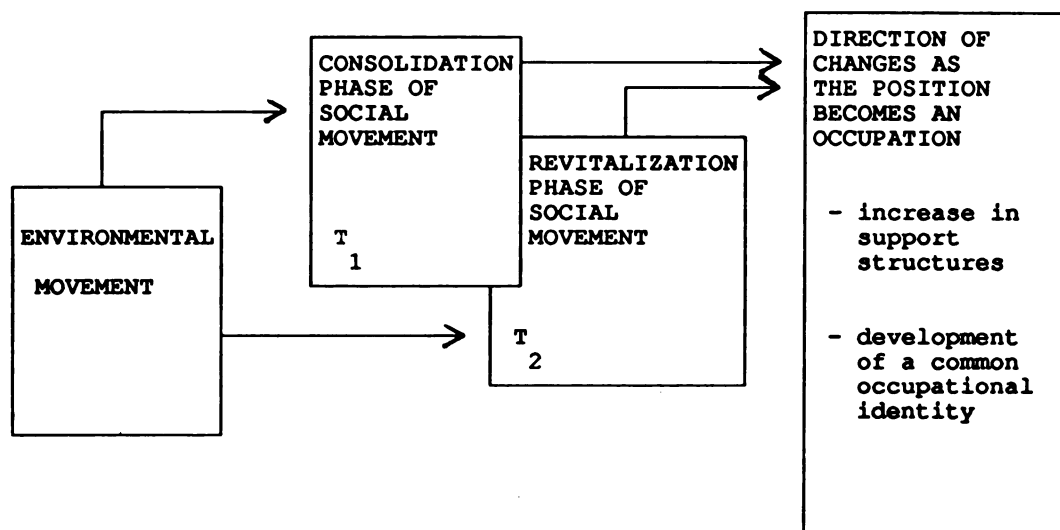 ENVIRONMENTAL
MOVEMENT
CONSOLIDATION
PHASE OF
SOCIAL
MOVEMENT
T
1
REVITALIZATION
PHASE OF
SOCIAL
MOVEMENT
T
2
DIRECTION OF
CHANGES AS
THE POSITION
BECOMES AN
OCCUPATION
- increase in
support
structures
- development
of a common
occupational
identity